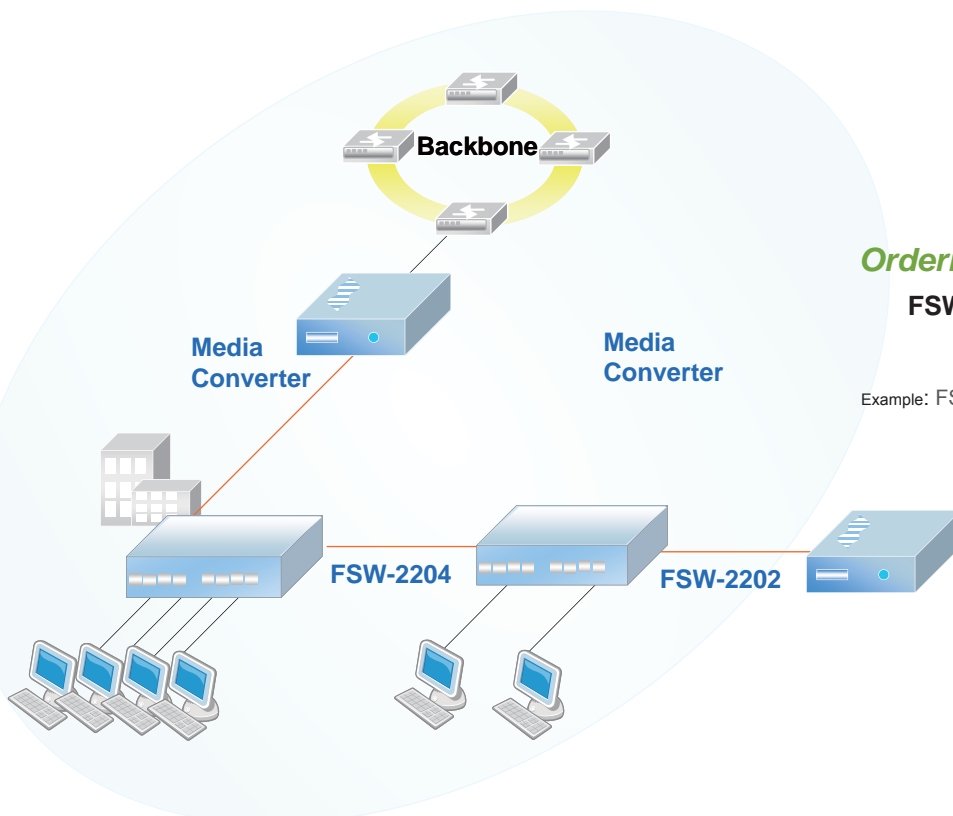 Backbone
Media
Converter
Media
Converter
FSW-2204
FSW-2202
Example: